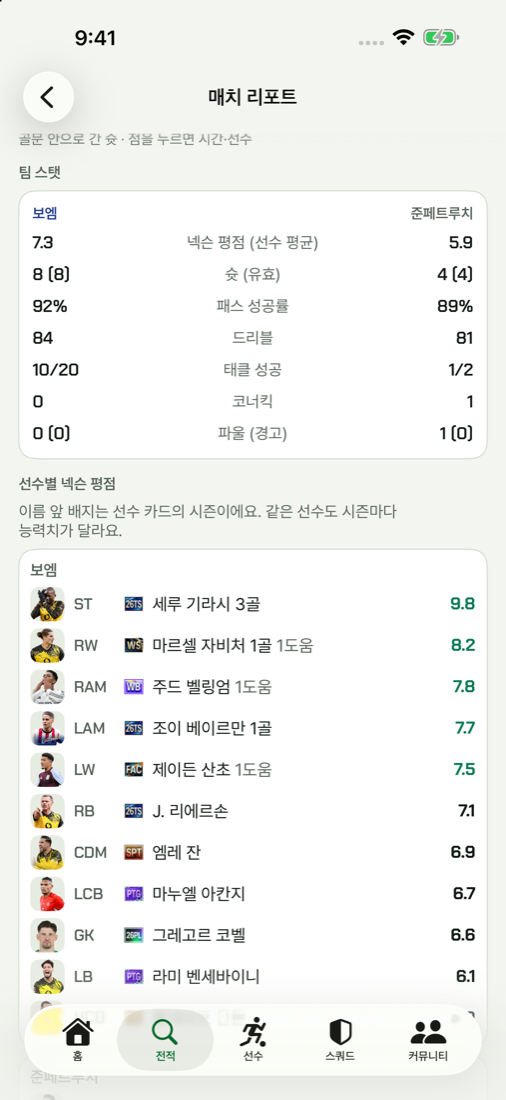 9:41
매치 리포트
골문 안으로 간 슛 · 점을 누르면 시간·선수
팀 스탯
보엠 준페트루치
7.3 넥슨 평점 (선수 평균) 5.9
8 (8) 슛 (유효) 4 (4)
92% 패스 성공률 89%
84 드리블 81
10/20 태클 성공 1/2
0 코너킥 1
0 (0) 파울 (경고) 1 (0)
선수별 넥슨 평점
이름 앞 배지는 선수 카드의 시즌이에요. 같은 선수도 시즌마다
능력치가 달라요.
보엠
ST 26TS 세루 기라시 3골 9.8
RW WS 마르셀 자비처 1골 1도움 8.2
RAM WB 주드 벨링엄 1도움 7.8
LAM 26TS 조이 베이르만 1골 7.7
LW FAC 제이든 산초 1도움 7.5
RB 26TS J. 리에르손 7.1
CDM SPT 엠레 잔 6.9
LCB PTG 마누엘 아칸지 6.7
GK 26PL 그레고르 코벨 6.6
LB PTG 라미 벤세바이니 6.1
홈 전적 선수 스쿼드 커뮤니티
준페트루치